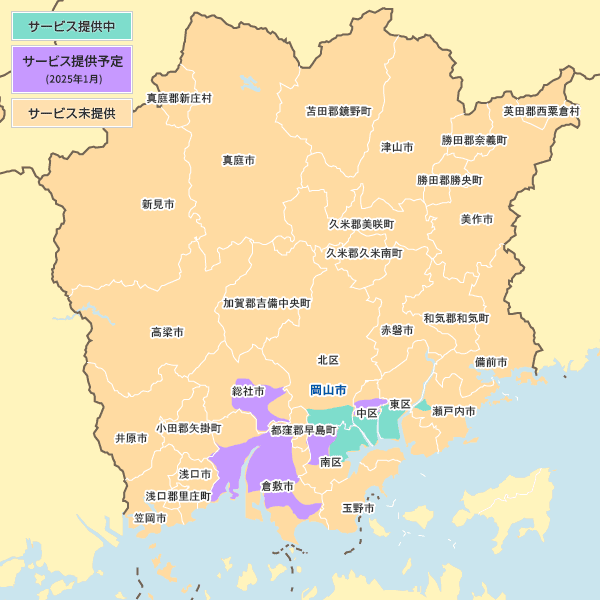 サービス提供中
サービス提供予定
(2025年1月)
サービス未提供
真庭郡新庄村
苫田郡鏡野町
英田郡西粟倉村
勝田郡奈義町
津山市
真庭市
勝田郡勝央町
新見市
美作市
久米郡美咲町
久米郡久米南町
加賀郡吉備中央町
和気郡和気町
高梁市
赤磐市
北区
備前市
総社市
岡山市
東区
中区
瀬戸内市
小田郡矢掛町
都窪郡早島町
井原市
南区
浅口市
倉敷市
浅口郡里庄町
玉野市
笠岡市